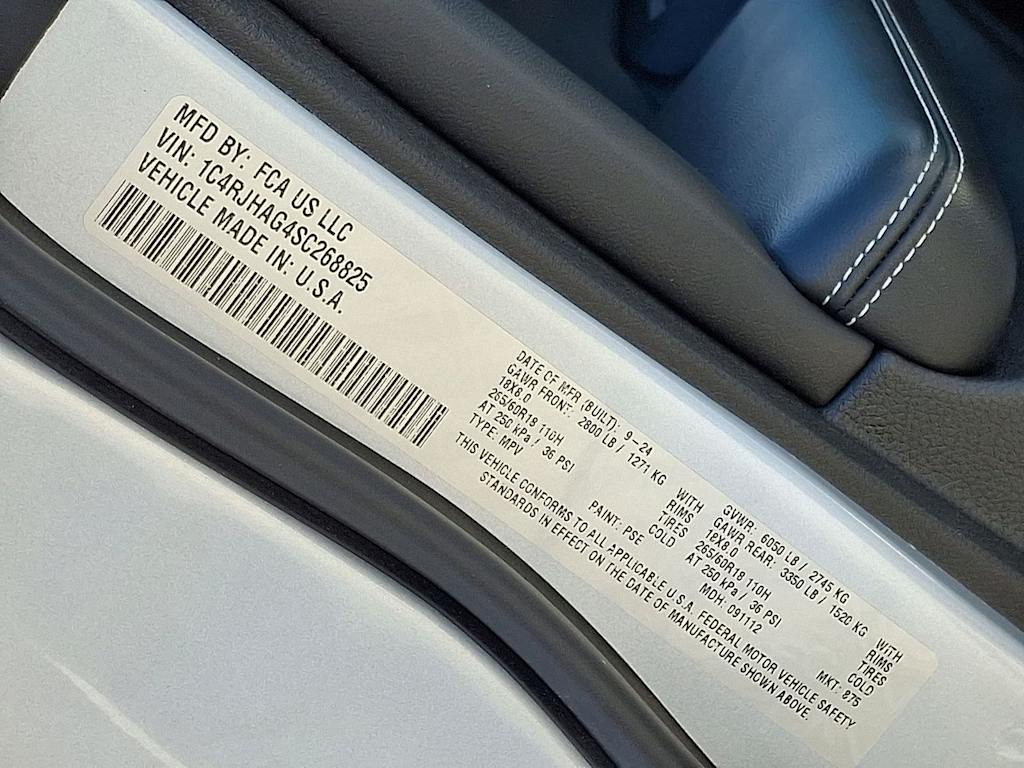 MFD BY: FCA US LLC
VIN: 1C4RJHAG4SC268825
VEHICLE MADE IN: U.S.A.
DATE OF MFR (BUILT): 9-24 GVWR: 6050 LB / 2745 KG
GAWR FRONT: 2800 LB / 1271 KG WITH GAWR REAR: 3350 LB / 1520 KG WITH
18X8.0 RIMS 18X8.0 RIMS
265/60R18 110H TIRES 265/60R18 110H TIRES
AT 250 kPa / 36 PSI COLD AT 250 kPa / 36 PSI COLD
TYPE: MPV PAINT: PSE MDH: 091112 MKT: 875
THIS VEHICLE CONFORMS TO ALL APPLICABLE U.S.A. FEDERAL MOTOR VEHICLE SAFETY
STANDARDS IN EFFECT ON THE DATE OF MANUFACTURE SHOWN ABOVE.